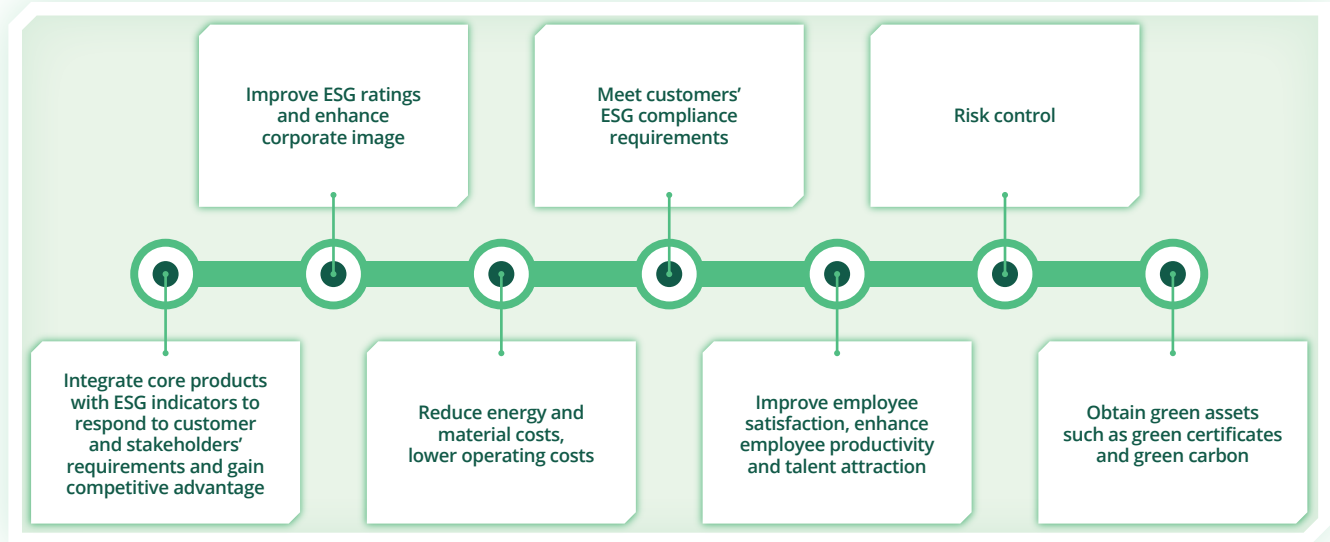 Improve ESG ratings
and enhance
corporate image
Meet customers’
ESG compliance
requirements
Risk control
Integrate core products
with ESG indicators to
respond to customer
and stakeholders’
requirements and gain
competitive advantage
Reduce energy and
material costs,
lower operating costs
Improve employee
satisfaction, enhance
employee productivity
and talent attraction
Obtain green assets
such as green certificates
and green carbon